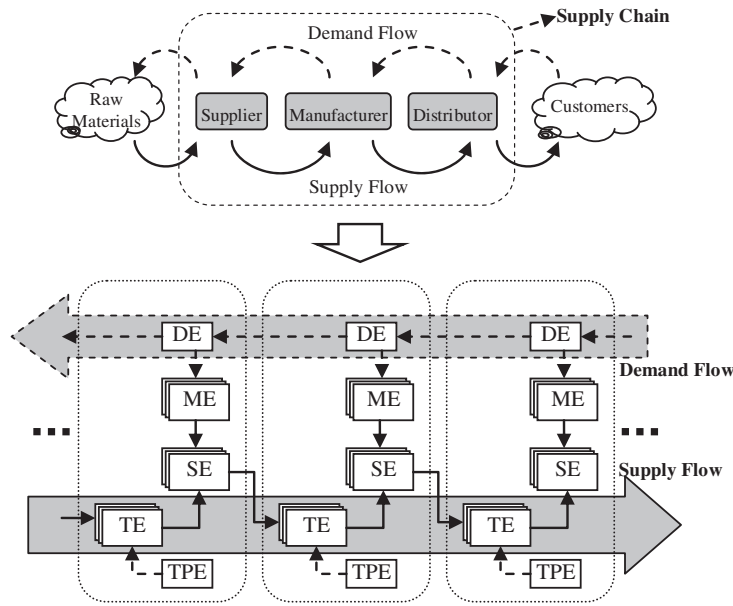 Demand Flow
Supply Chain
Raw
Materials
Supplier
Manufacturer
Distributor
Customers
Supply Flow
DE
DE
DE
Demand Flow
ME
ME
ME
...
...
SE
SE
SE
Supply Flow
TE
TE
TE
TPE
TPE
TPE